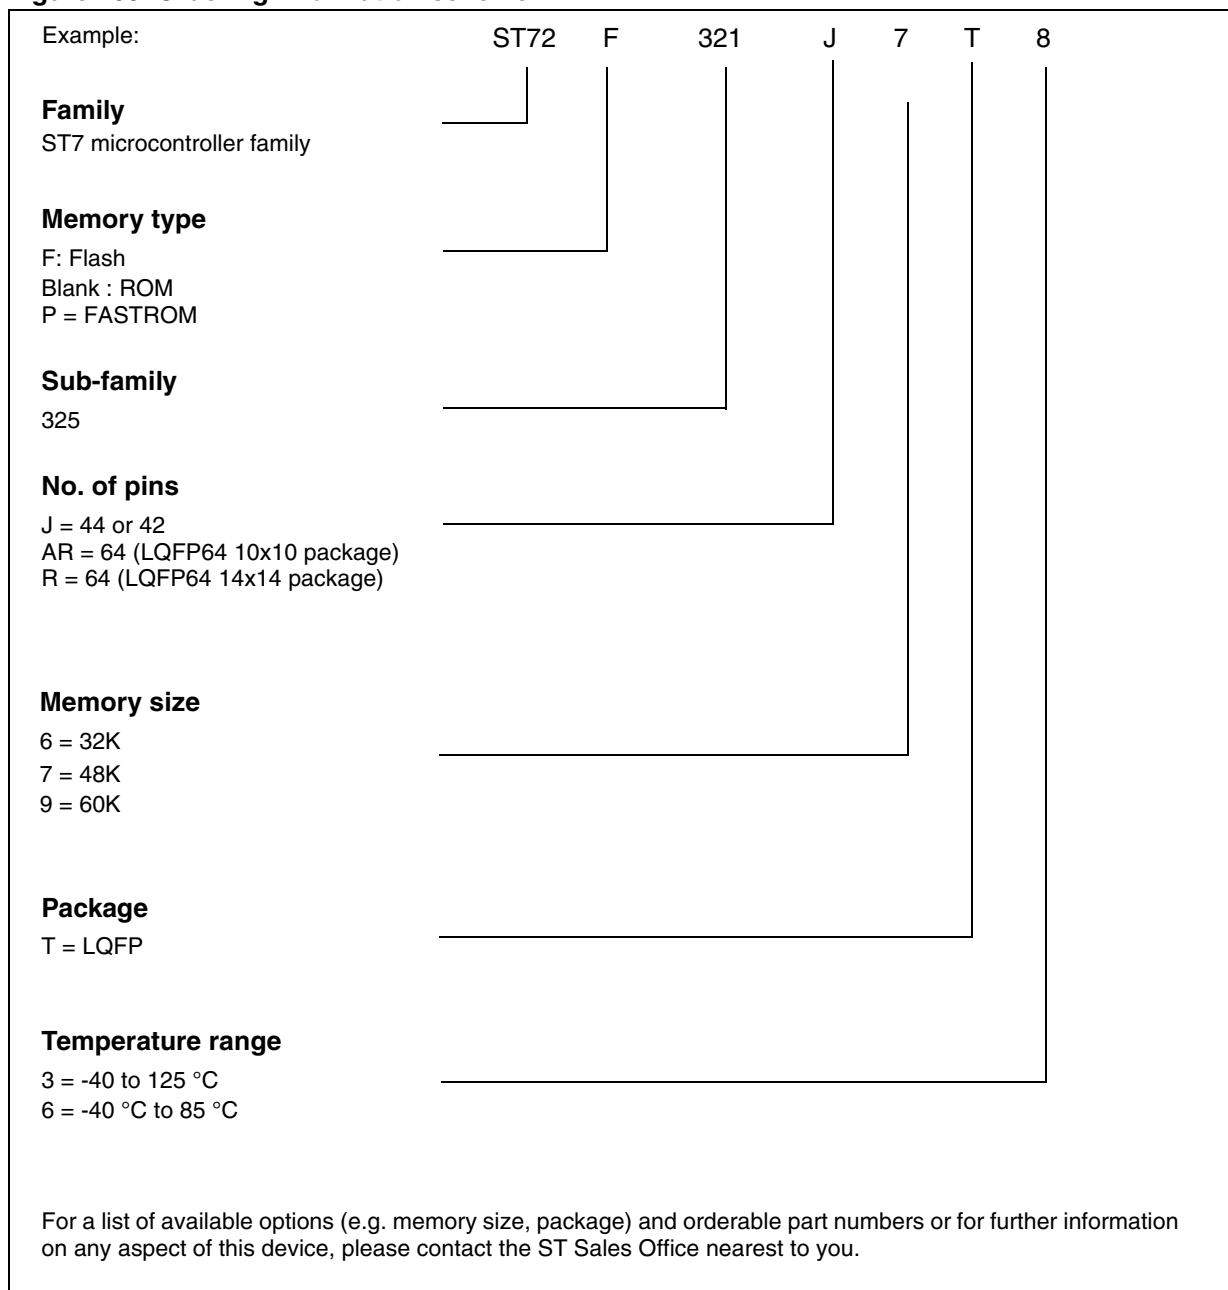 Example: ST72 F 321 J 7 T 8
Family
ST7 microcontroller family
Memory type
F: Flash
Blank : ROM
P = FASTROM
Sub-family
325
No. of pins
J = 44 or 42
AR = 64 (LQFP64 10x10 package)
R = 64 (LQFP64 14x14 package)
Memory size
6 = 32K
7 = 48K
9 = 60K
Package
T = LQFP
Temperature range
3 = -40 to 125 °C
6 = -40 °C to 85 °C
For a list of available options (e.g. memory size, package) and orderable part numbers or for further information
on any aspect of this device, please contact the ST Sales Office nearest to you.